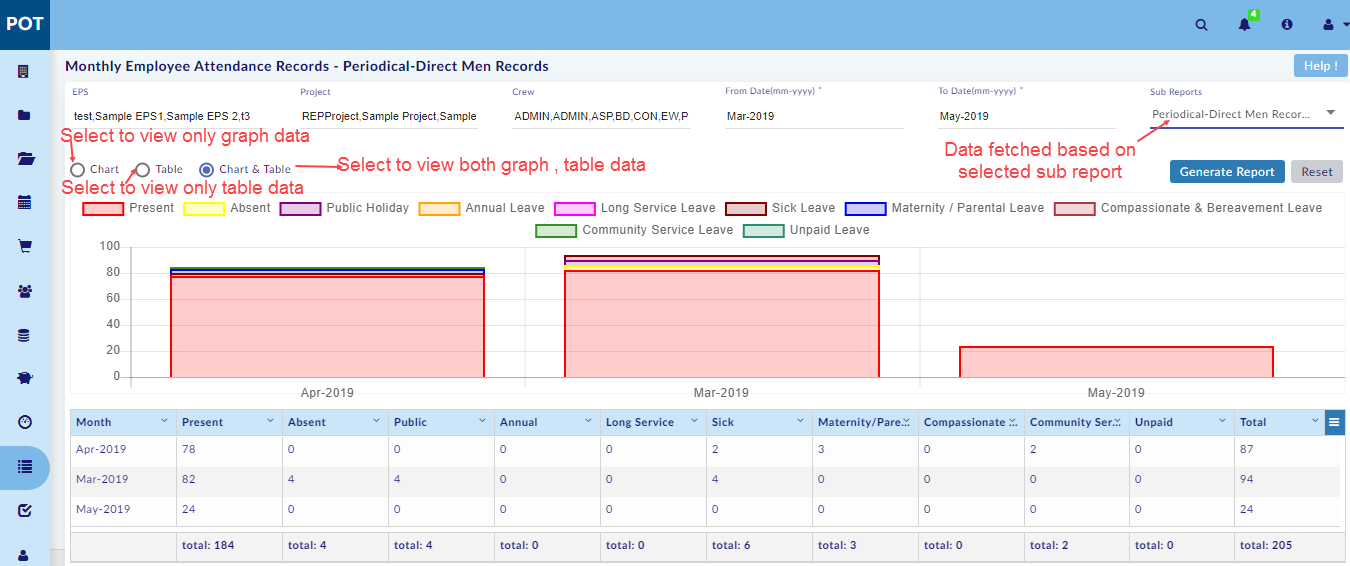 POT
4
Monthly Employee Attendance Records - Periodical-Direct Men Records
Help !
EPS Project Crew From Date(mm-yyyy) * To Date(mm-yyyy) * Sub Reports
test,Sample EPS1,Sample EPS 2,t3 REPProject,Sample Project,Sample ADMIN,ADMIN,ASP,BD,CON,EW,P Mar-2019 May-2019 Periodical-Direct Men Recor...
Select to view only graph data
Data fetched based on
selected sub report
Chart Table Chart & Table
Select to view both graph , table data
Generate Report Reset
Select to view only table data
Present Absent Public Holiday Annual Leave Long Service Leave Sick Leave Maternity / Parental Leave Compassionate & Bereavement Leave
Community Service Leave Unpaid Leave
100
80
60
40
20
0
Apr-2019 Mar-2019 May-2019
Month Present Absent Public Annual Long Service Sick Maternity/Pare... Compassionate ... Community Ser... Unpaid Total
Apr-2019 78 0 0 0 0 2 3 0 2 0 87
Mar-2019 82 4 4 0 0 4 0 0 0 0 94
May-2019 24 0 0 0 0 0 0 0 0 0 24
total: 184 total: 4 total: 4 total: 0 total: 0 total: 6 total: 3 total: 0 total: 2 total: 0 total: 205